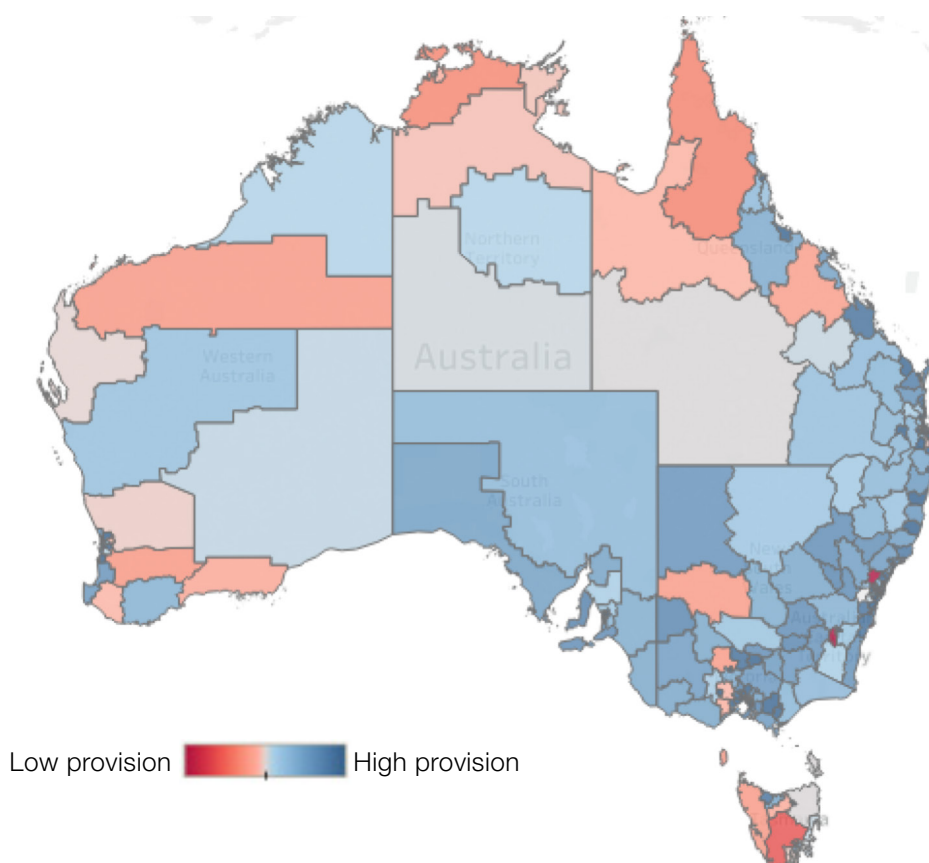 Northern
Territory
Queensland
Australia
Western
Australia
South
Australia
Low provision
High provision